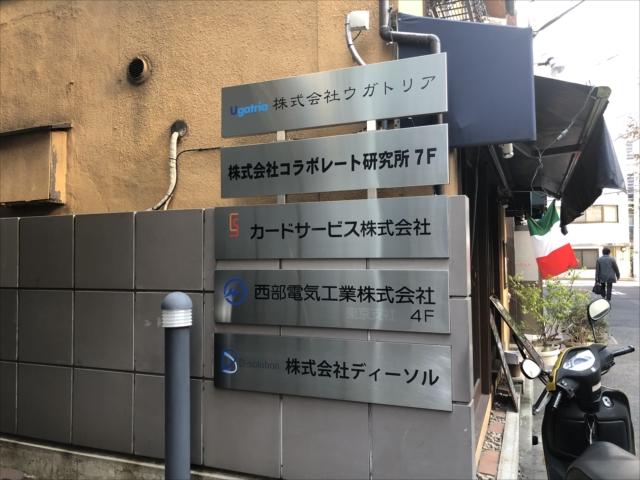 Ugatria 株式会社ウガトリア
株式会社コラボレート研究所 7F
カードサービス株式会社
西部電気工業株式会社
4F
D-solution 株式会社ディーソル